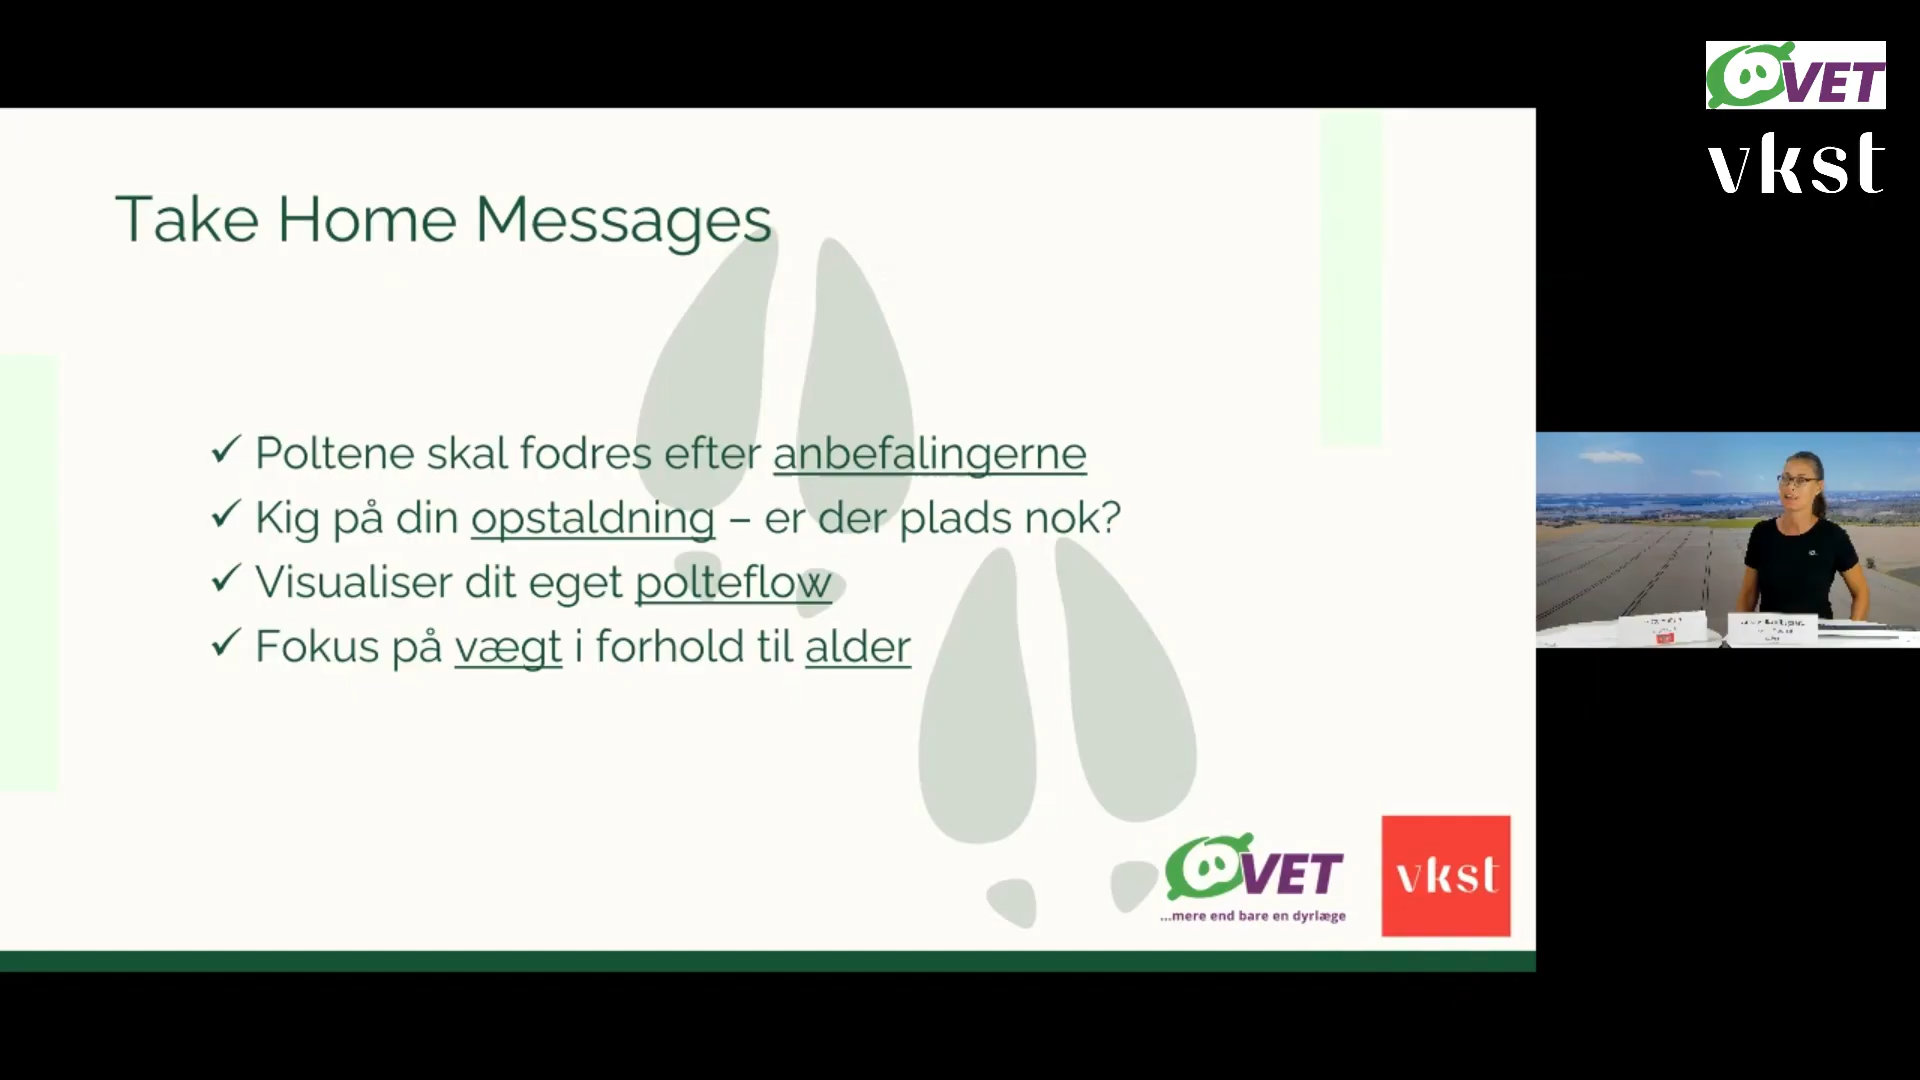 VET
vkst
Take Home Messages
✓ Poltene skal fodres efter anbefalingerne
✓ Kig på din opstaldning – er der plads nok?
✓ Visualiser dit eget polteflow
✓ Fokus på vægt i forhold til alder
VET
...mere end bare en dyrlæge
vkst